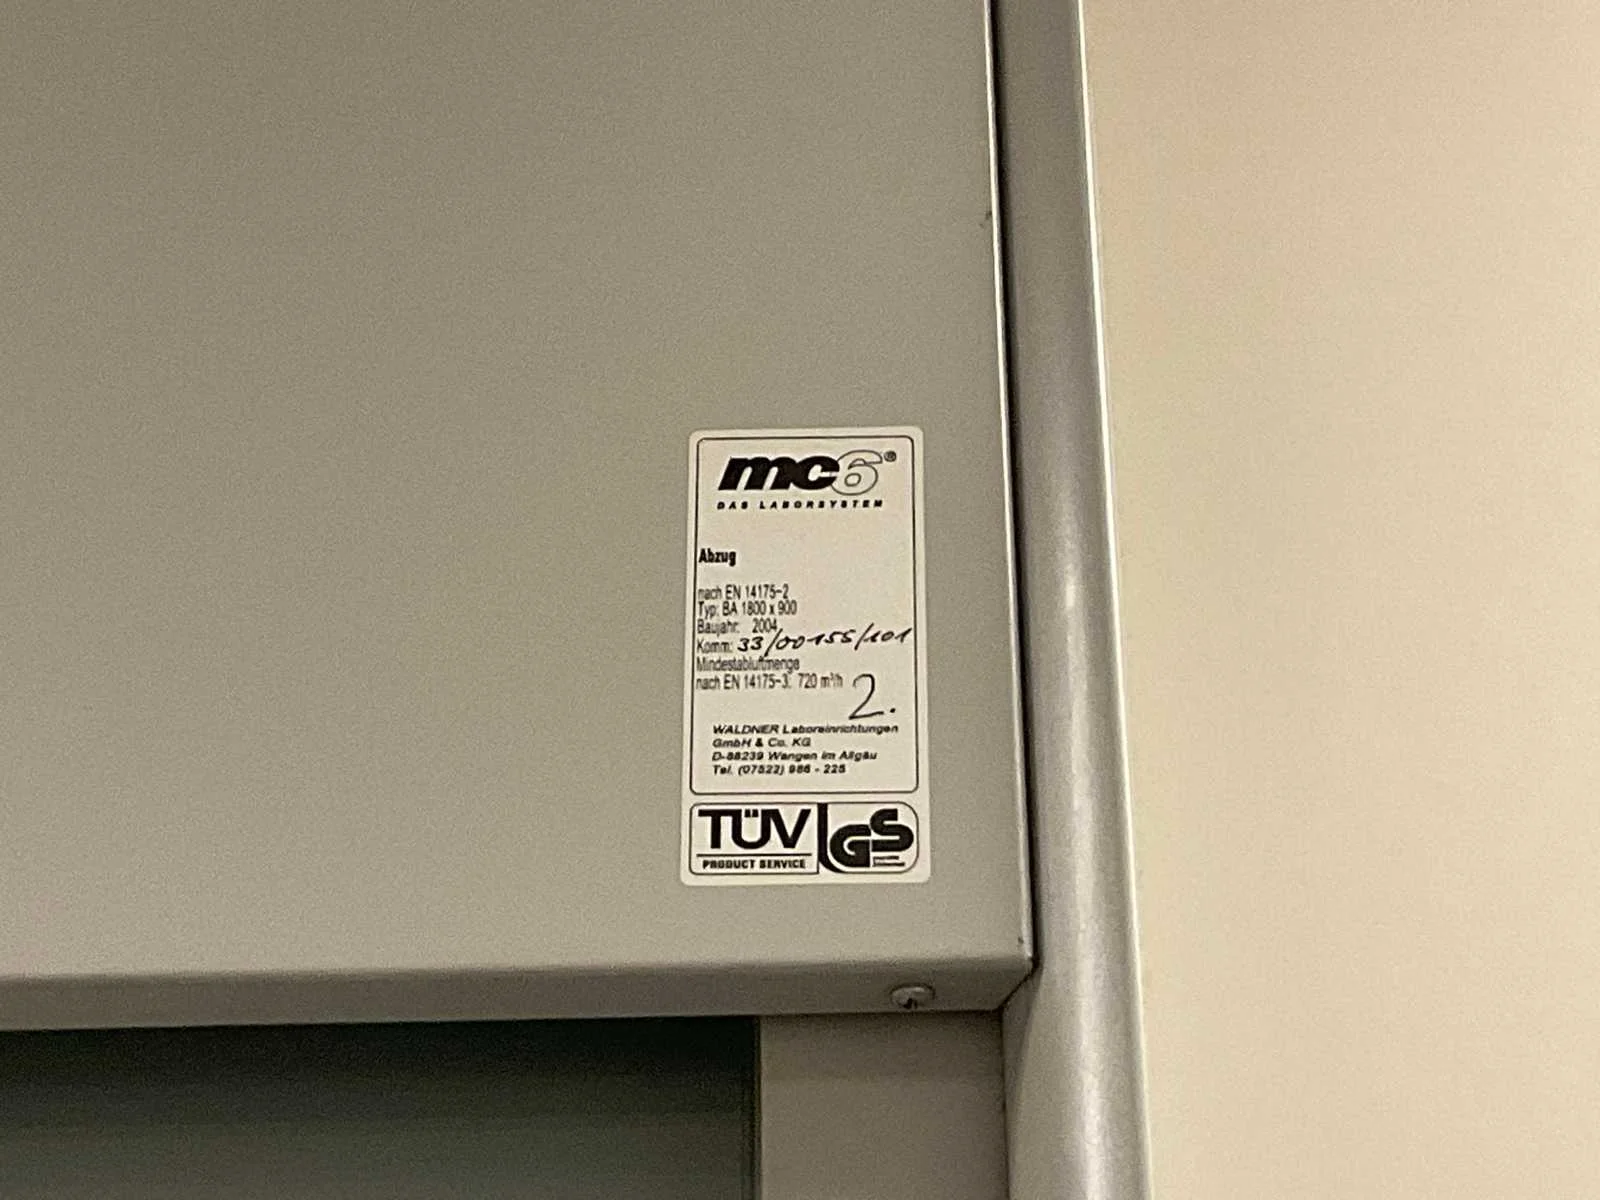 mc6®
DAS LABORSYSTEM
Abzug
nach EN 14175-2
Typ: BA 1800 x 900
Baujahr: 2004
Komm: 33/00155/101
Mindestabluftmenge
nach EN 14175-3: 720 m³/h
2.
WALDNER Laboreinrichtungen
GmbH & Co. KG
D-88239 Wangen im Allgäu
Tel. (07522) 986 - 225
TÜV GS
PRODUCT SERVICE